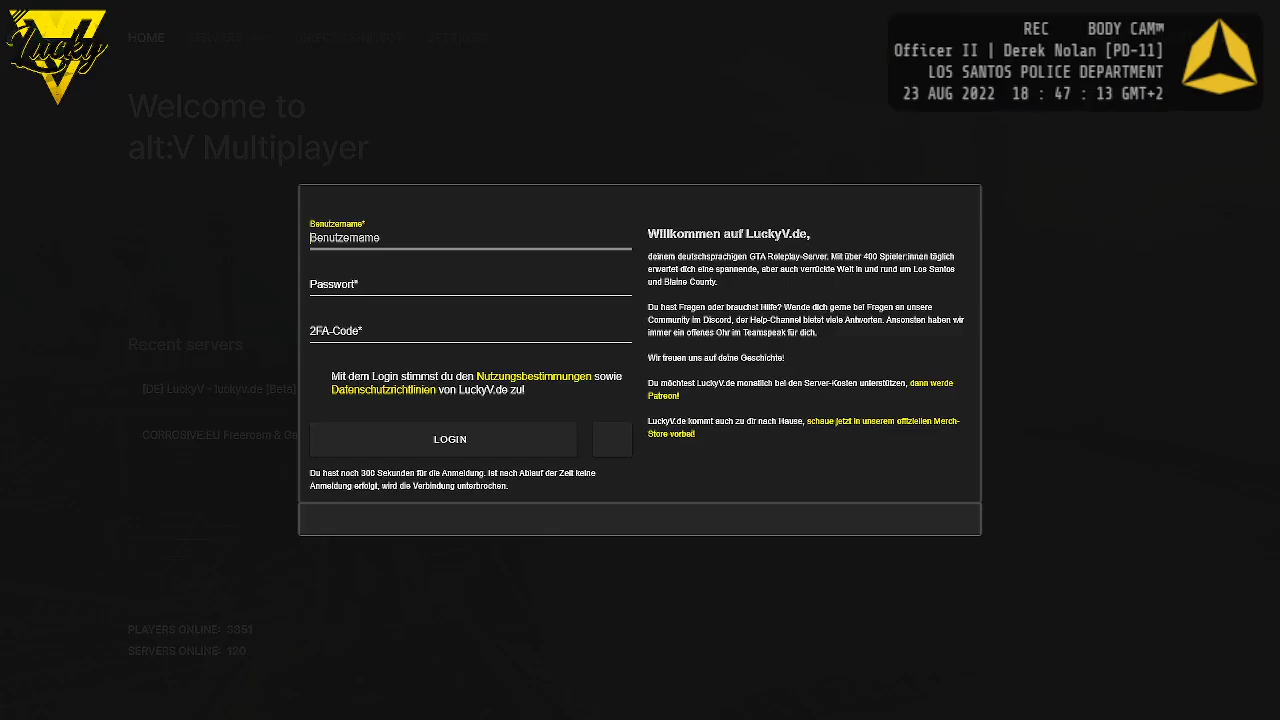 Lucky
V
HOME
REC BODY CAM™
Officer II | Derek Nolan [PD-11]
LOS SANTOS POLICE DEPARTMENT
23 AUG 2022 18 : 47 : 13 GMT+2
Welcome to
alt:V Multiplayer
Benutzername*
Benutzername
Passwort*
2FA-Code*
Mit dem Login stimmst du den Nutzungsbestimmungen sowie
Datenschutzrichtlinien von LuckyV.de zu!
LOGIN
Du hast noch 300 Sekunden für die Anmeldung. Ist nach Ablauf der Zeit keine
Anmeldung erfolgt, wird die Verbindung unterbrochen.
Willkommen auf LuckyV.de,
deinem deutschsprachigen GTA Roleplay-Server. Mit über 400 Spieler:innen täglich
erwartet dich eine spannende, aber auch verrückte Welt in und rund um Los Santos
und Blaine County.
Du hast Fragen oder brauchst Hilfe? Wende dich gerne bei Fragen an unsere
Community im Discord, der Help-Channel bietet viele Antworten. Ansonsten haben wir
immer ein offenes Ohr im Teamspeak für dich.
Wir freuen uns auf deine Geschichte!
Du möchtest LuckyV.de monatlich bei den Server-Kosten unterstützen, dann werde
Patreon!
LuckyV.de kommt auch zu dir nach Hause, schaue jetzt in unserem offiziellen Merch-
Store vorbei!
Recent servers
[DE] LuckyV - luckyv.de [Beta]
CORROSIVE.EU Freeroam & Ga
PLAYERS ONLINE: 3351
SERVERS ONLINE: 120